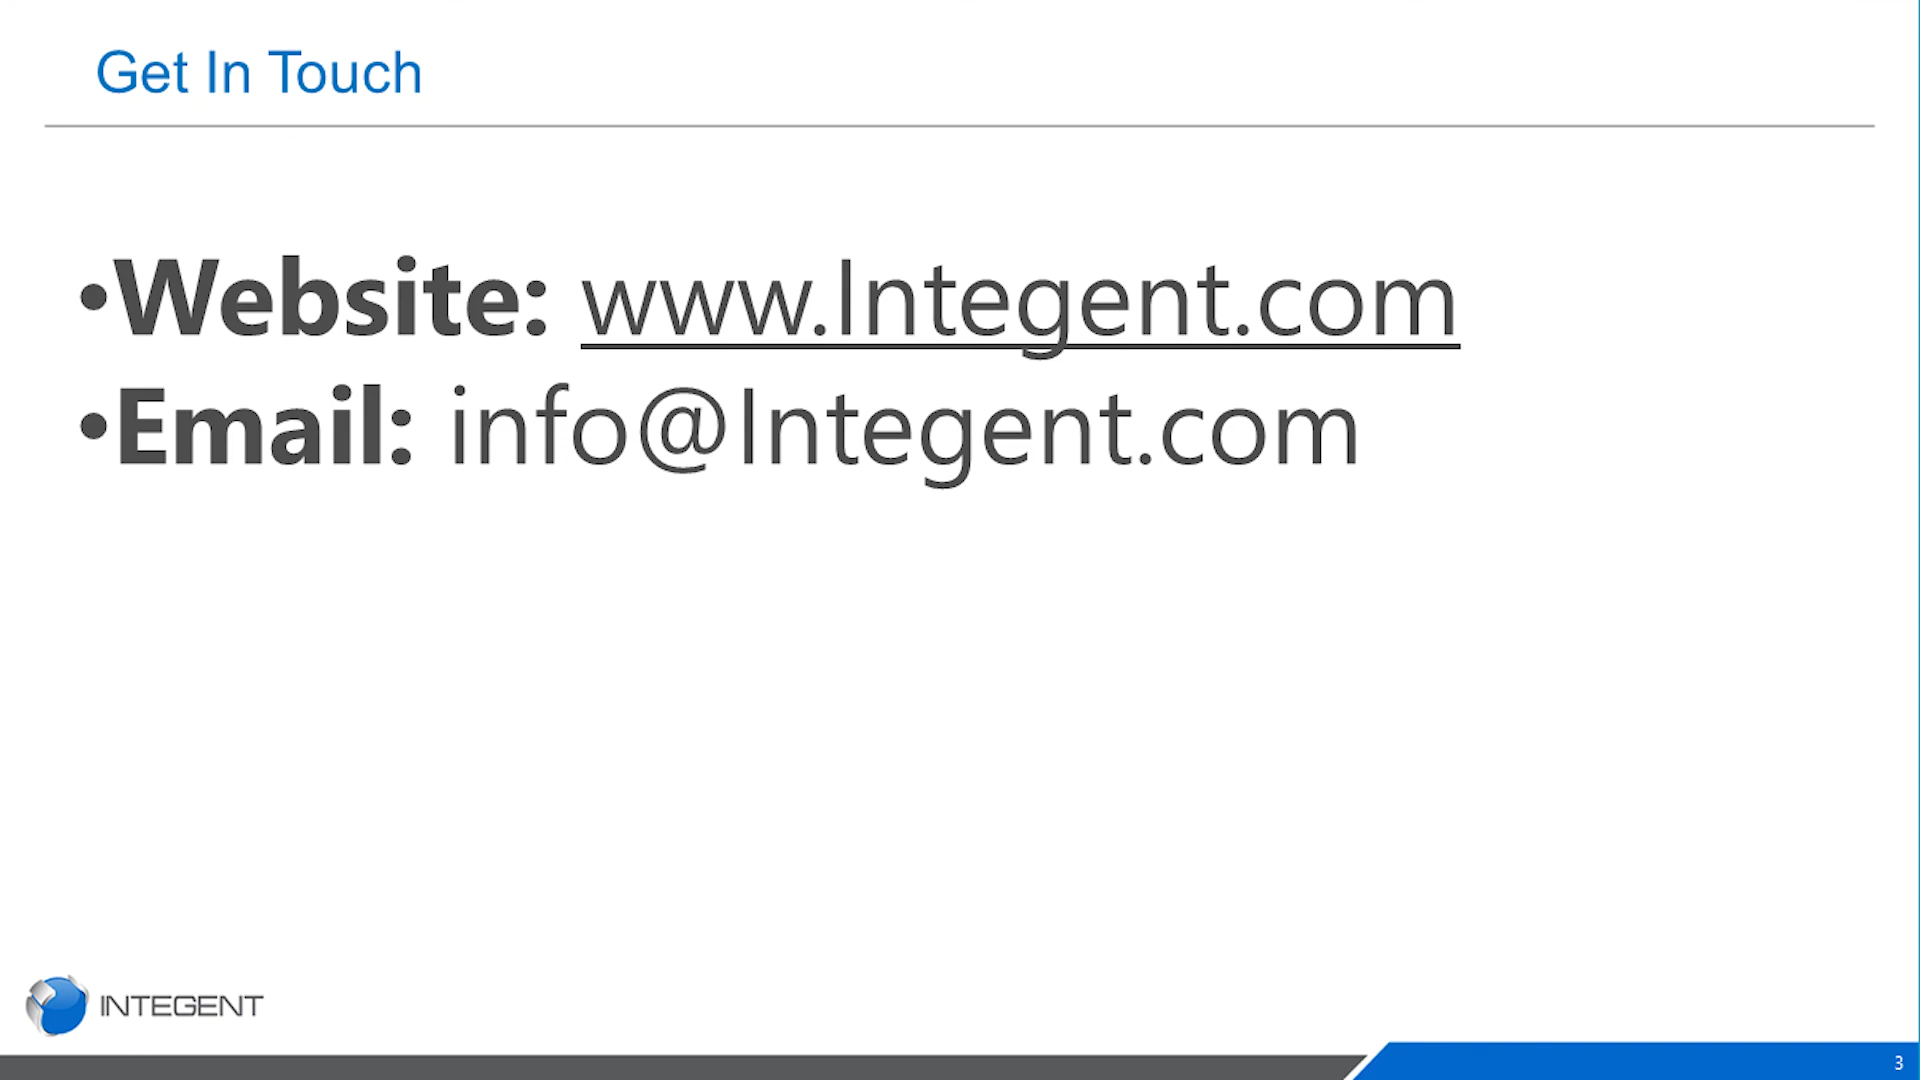 Get In Touch
•Website: www.Integent.com
•Email: info@Integent.com
INTEGENT
3